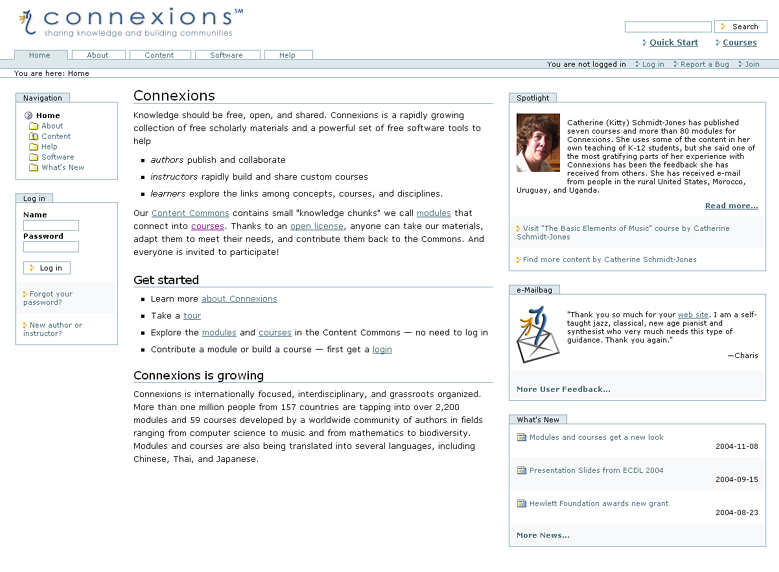 connexions℠
sharing knowledge and building communities
Search
Quick Start
Courses
Home
About
Content
Software
Help
You are not logged in
Log in
Report a Bug
Join
You are here: Home
Navigation
Home
About
Content
Help
Software
What's New
Log in
Name
Password
Log in
Forgot your
password?
New author or
instructor?
Connexions
Knowledge should be free, open, and shared. Connexions is a rapidly growing
collection of free scholarly materials and a powerful set of free software tools to
help
authors publish and collaborate
instructors rapidly build and share custom courses
learners explore the links among concepts, courses, and disciplines.
Our Content Commons contains small "knowledge chunks" we call modules that
connect into courses. Thanks to an open license, anyone can take our materials,
adapt them to meet their needs, and contribute them back to the Commons. And
everyone is invited to participate!
Get started
Learn more about Connexions
Take a tour
Explore the modules and courses in the Content Commons — no need to log in
Contribute a module or build a course — first get a login
Connexions is growing
Connexions is internationally focused, interdisciplinary, and grassroots organized.
More than one million people from 157 countries are tapping into over 2,200
modules and 59 courses developed by a worldwide community of authors in fields
ranging from computer science to music and from mathematics to biodiversity.
Modules and courses are also being translated into several languages, including
Chinese, Thai, and Japanese.
Spotlight
Catherine (Kitty) Schmidt-Jones has published
seven courses and more than 80 modules for
Connexions. She uses some of the content in her
own teaching of K-12 students, but she said one of
the most gratifying parts of her experience with
Connexions has been the feedback she has
received from others. She has received e-mail
from people in the rural United States, Morocco,
Uruguay, and Uganda.
Read more...
Visit "The Basic Elements of Music" course by Catherine
Schmidt-Jones
Find more content by Catherine Schmidt-Jones
e-Mailbag
"Thank you so much for your web site. I am a self-
taught jazz, classical, new age pianist and
synthesist who very much needs this type of
guidance. Thank you again."
—Charis
More User Feedback...
What's New
Modules and courses get a new look
2004-11-08
Presentation Slides from ECDL 2004
2004-09-15
Hewlett Foundation awards new grant
2004-08-23
More News...